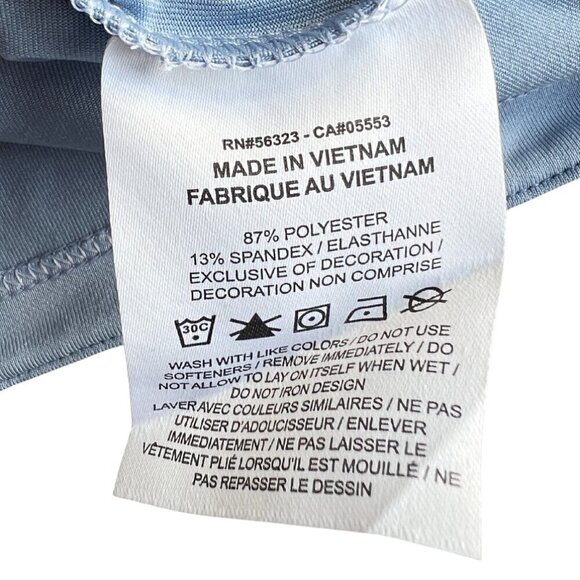 RN#56323 - CA#05553
MADE IN VIETNAM
FABRIQUE AU VIETNAM
87% POLYESTER
13% SPANDEX / ELASTHANNE
EXCLUSIVE OF DECORATION /
DECORATION NON COMPRISE
30C
WASH WITH LIKE COLORS / DO NOT USE
SOFTENERS / REMOVE IMMEDIATELY / DO
NOT ALLOW TO LAY ON ITSELF WHEN WET /
DO NOT IRON DESIGN
LAVER AVEC COULEURS SIMILAIRES / NE PAS
UTILISER D'ADOUCISSEUR / ENLEVER
IMMEDIATEMENT / NE PAS LAISSER LE
VÊTEMENT PLIÉ LORSQU'IL EST MOUILLÉ / NE
PAS REPASSER LE DESSIN